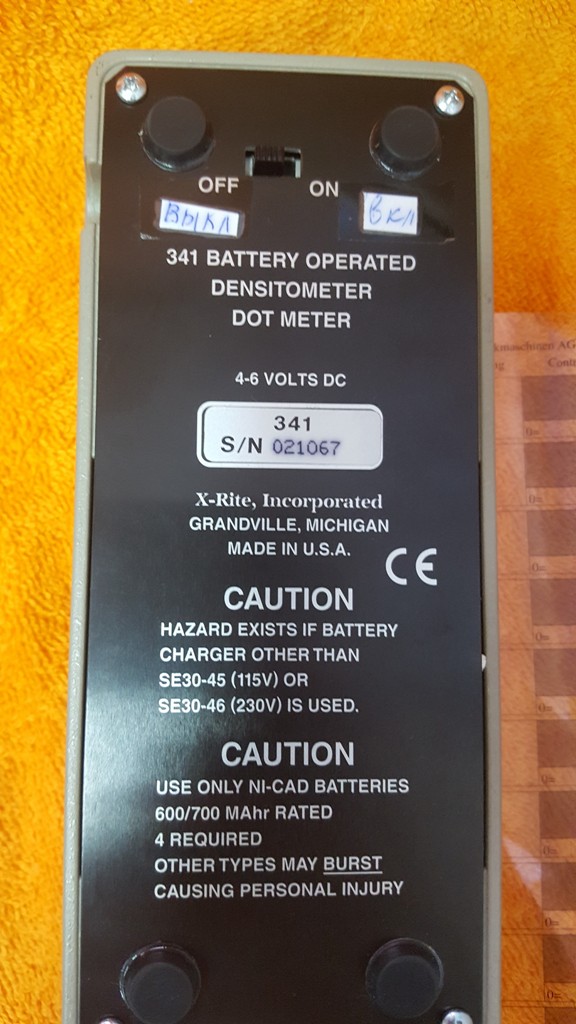 OFF ON
ВЫКЛ ВКЛ
341 BATTERY OPERATED
DENSITOMETER
DOT METER
4-6 VOLTS DC
341
S/N 021067
X-Rite, Incorporated
GRANDVILLE, MICHIGAN
MADE IN U.S.A.
CE
CAUTION
HAZARD EXISTS IF BATTERY
CHARGER OTHER THAN
SE30-45 (115V) OR
SE30-46 (230V) IS USED.
CAUTION
USE ONLY NI-CAD BATTERIES
600/700 MAhr RATED
4 REQUIRED
OTHER TYPES MAY BURST
CAUSING PERSONAL INJURY
kmaschinen AG